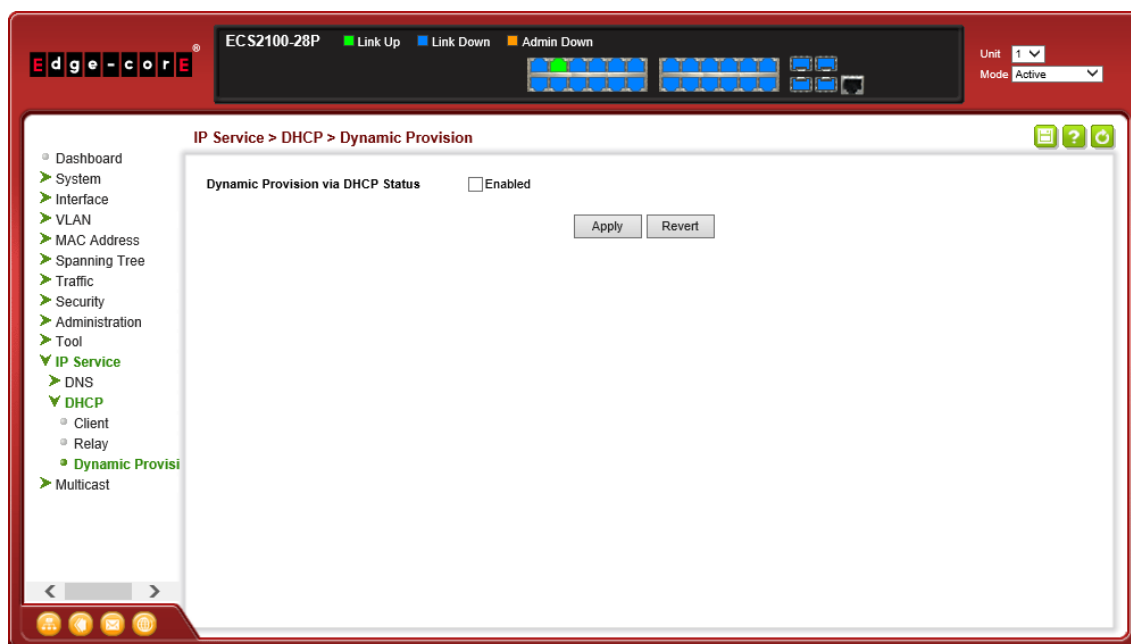 Edge-corE®
ECS2100-28P
Link Up
Link Down
Admin Down
Unit 1
Mode Active
IP Service > DHCP > Dynamic Provision
Dashboard
System
Interface
VLAN
MAC Address
Spanning Tree
Traffic
Security
Administration
Tool
IP Service
DNS
DHCP
Client
Relay
Dynamic Provisi
Multicast
Dynamic Provision via DHCP Status
Enabled
Apply
Revert
?